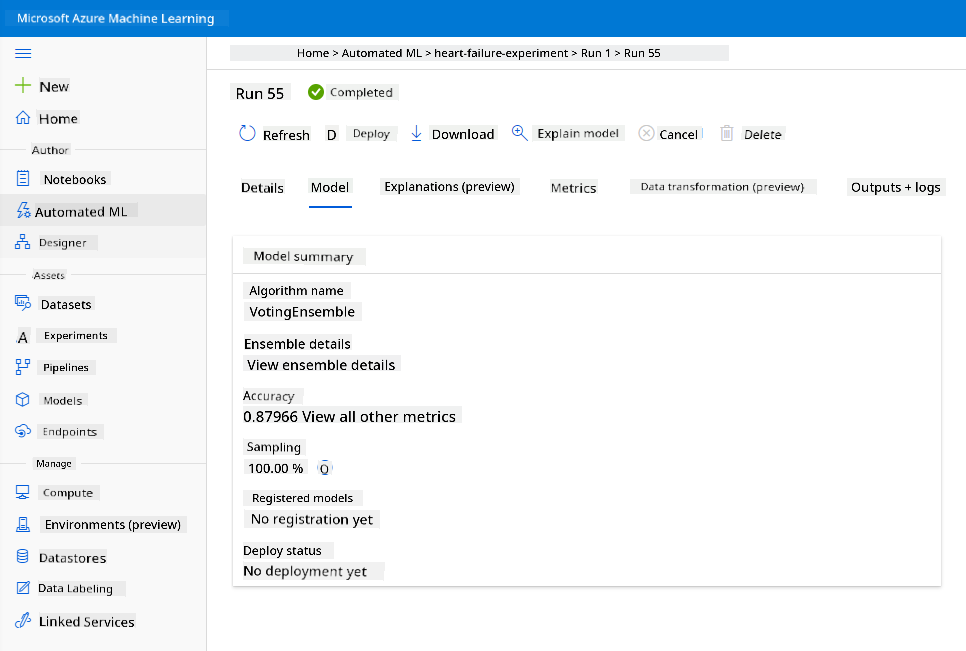 Microsoft Azure Machine Learning
New
Home
Author
Notebooks
Automated ML
Designer
Assets
Datasets
A Experiments
Pipelines
Models
Endpoints
Manage
Compute
Environments (preview)
Datastores
Data Labeling
Linked Services
Home > Automated ML > heart-failure-experiment > Run 1 > Run 55
Run 55 Completed
Refresh D Deploy Download Explain model Cancel Delete
Details Model Explanations (preview) Metrics Data transformation (preview) Outputs + logs
Model summary
Algorithm name
VotingEnsemble
Ensemble details
View ensemble details
Accuracy
0.87966 View all other metrics
Sampling
100.00 %
Registered models
No registration yet
Deploy status
No deployment yet